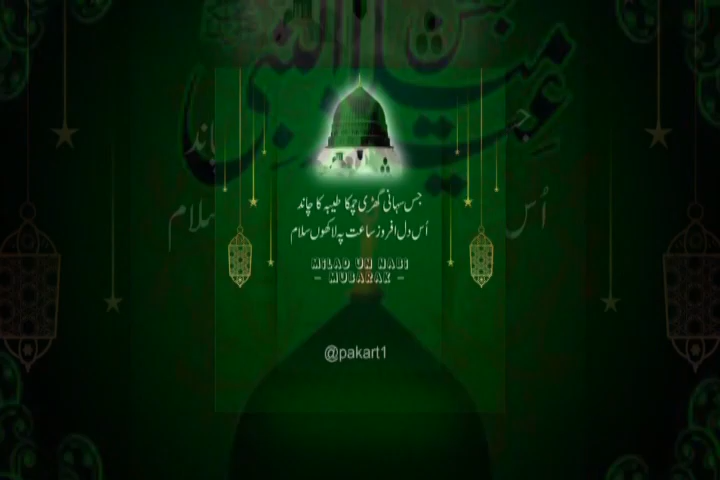 جس سہانی گھڑی چمکا طیبہ کا چاند
اُس دل افروز ساعت پہ لاکھوں سلام
MILAD UN NABI
– MUBARAK –
@pakart1